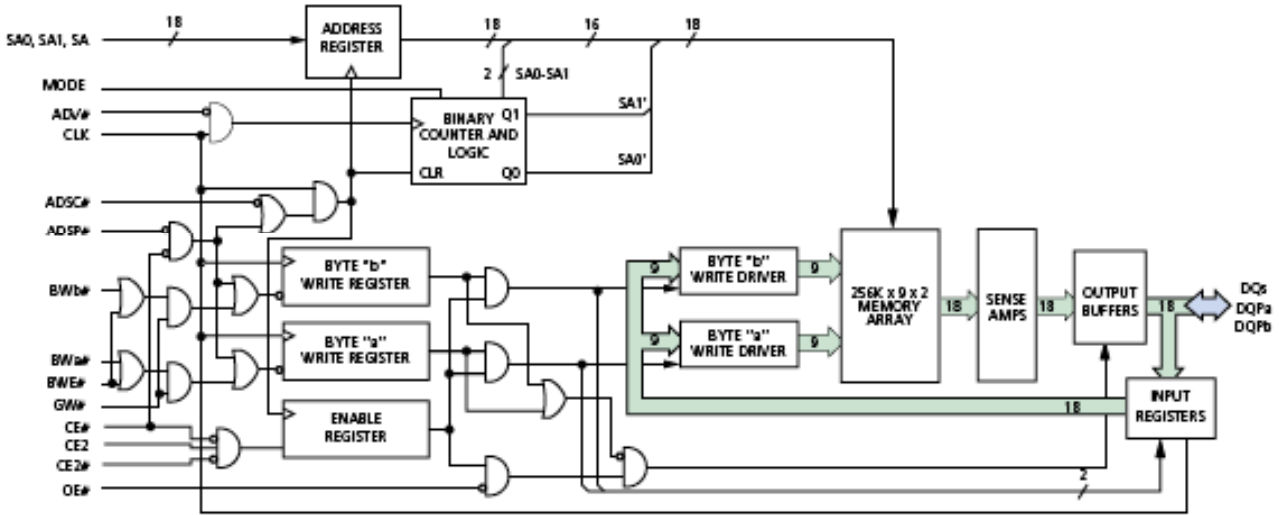 18
18
16
18
SA0, SA1, SA
ADDRESS
REGISTER
2
SA0-SA1
MODE
ADV#
CLK
BINARY
COUNTER AND
LOGIC
Q1
CLR
Q0
SA1'
SA0'
ADSC#
ADSP#
BWb#
BWa#
BWE#
GW#
CE#
CE2
CE2#
OE#
BYTE "b"
WRITE REGISTER
BYTE "a"
WRITE REGISTER
ENABLE
REGISTER
9
BYTE "b"
WRITE DRIVER
9
9
BYTE "a"
WRITE DRIVER
9
256K x 9 x 2
MEMORY
ARRAY
18
SENSE
AMPS
18
OUTPUT
BUFFERS
18
DQs
DQPa
DQPb
INPUT
REGISTERS
18
2